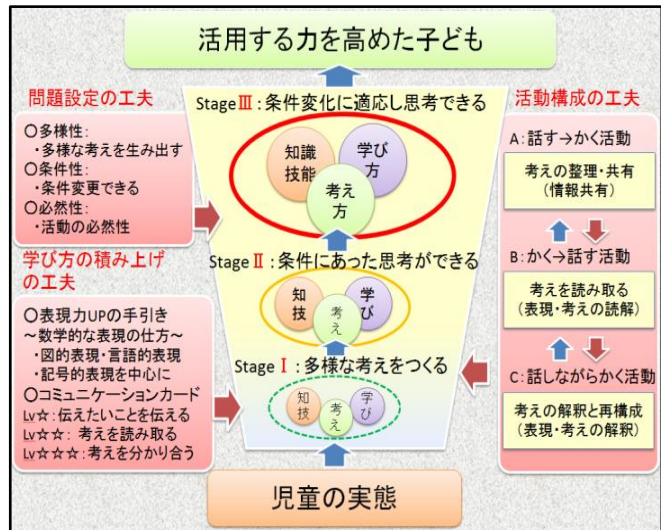 活用する力を高めた子ども
問題設定の工夫
〇多様性:
・多様な考えを生み出す
〇条件性:
・条件変更できる
〇必然性:
・活動の必然性
学び方の積み上げ
の工夫
〇表現力UPの手引き
～数学的な表現の仕方～
・図的表現・言語的表現
・記号的表現を中心に
〇コミュニケーションカード
Lv☆:伝えたいことを伝える
Lv☆☆: 考えを読み取る
Lv☆☆☆:考えを分かり合う
StageⅢ:条件変化に適応し思考できる
知識
技能
学び
方
考え
方
StageⅡ:条件にあった思考ができる
知
技
学
び
考
え
StageⅠ:多様な考えをつくる
知
技
考
え
学
び
児童の実態
活動構成の工夫
A:話す→かく活動
考えの整理・共有
(情報共有)
B:かく→話す活動
考えを読み取る
(表現・考えの読解)
C:話しながらかく活動
考えの解釈と再構成
(表現・考えの解釈)